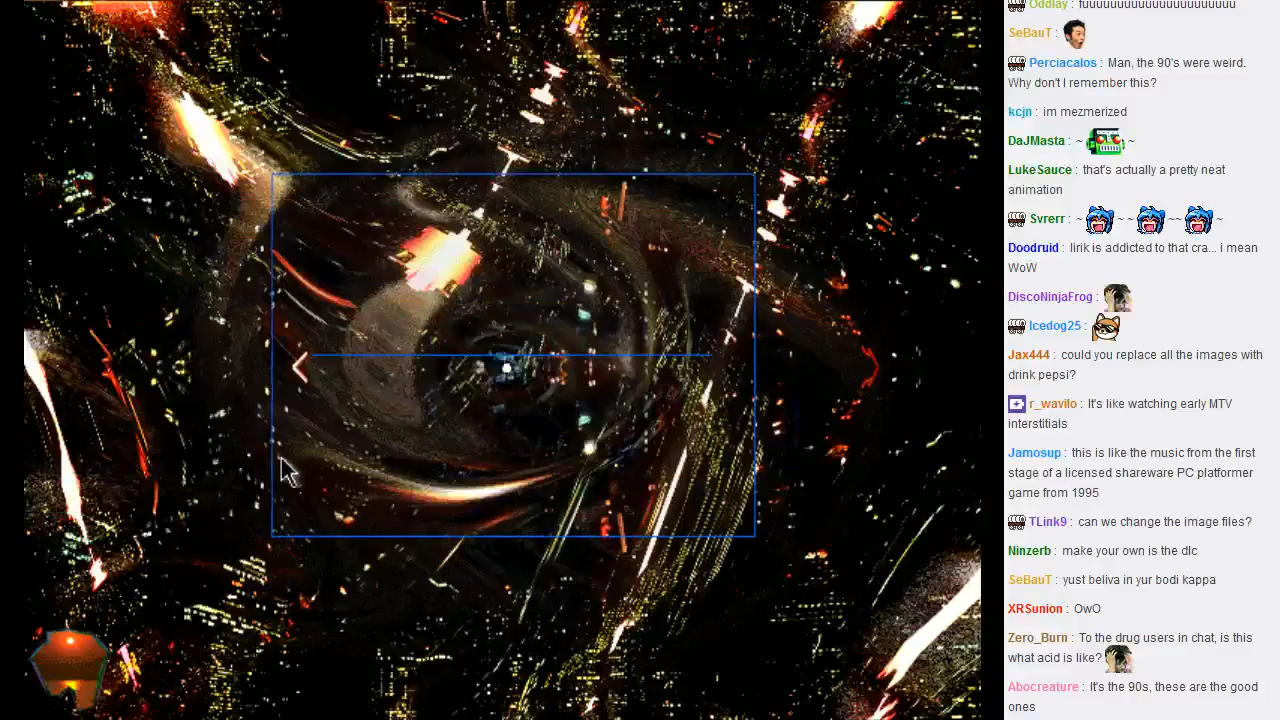 Oddlay : fuuuuuuuuuuuuuuuuuuuuuuu
SeBauT :
Perciacalos : Man, the 90's were weird.
Why don't I remember this?
kcjn : im mezmerized
DaJMasta : ~ ~
LukeSauce : that's actually a pretty neat
animation
Svrerr : ~ ~ ~ ~ ~ ~
Doodruid : lirik is addicted to that cra... i mean
WoW
DiscoNinjaFrog :
Icedog25 :
Jax444 : could you replace all the images with
drink pepsi?
r_wavilo : It's like watching early MTV
interstitials
Jamosup : this is like the music from the first
stage of a licensed shareware PC platformer
game from 1995
TLink9 : can we change the image files?
Ninzerb : make your own is the dlc
SeBauT : yust beliva in yur bodi kappa
XRSunion : OwO
Zero_Burn : To the drug users in chat, is this
what acid is like?
Abocreature : It's the 90s, these are the good
ones